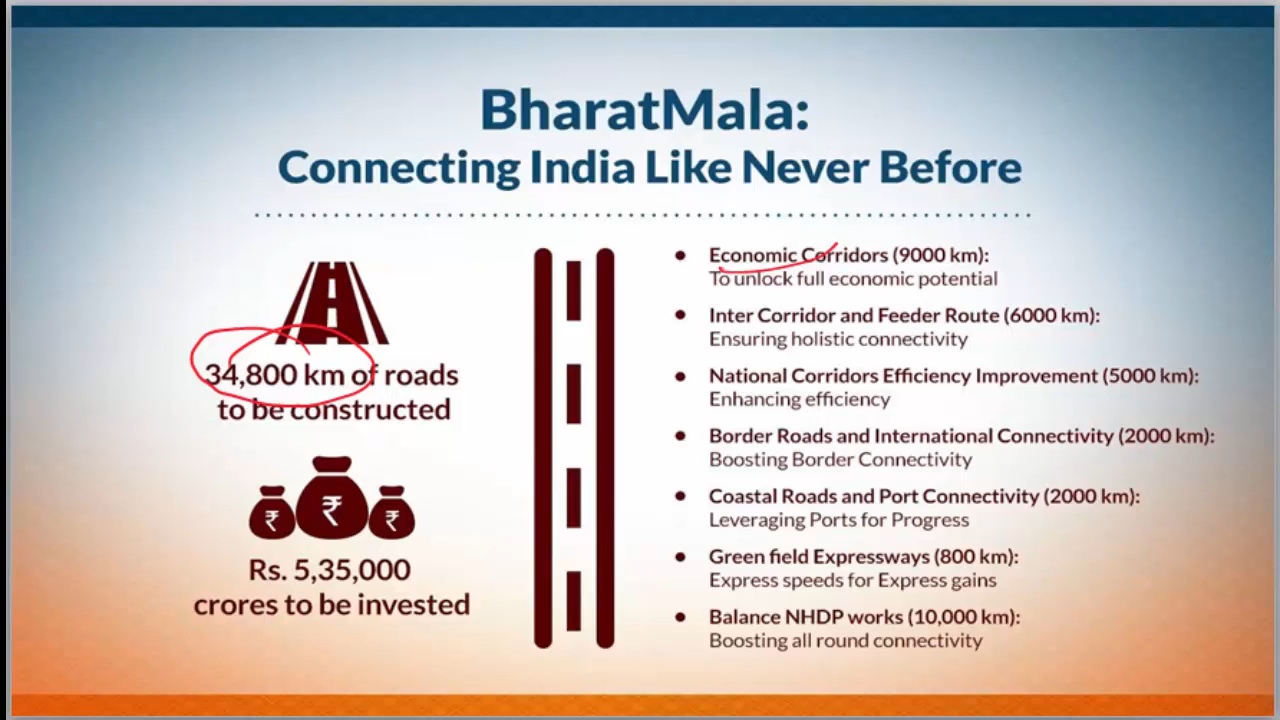 BharatMala:
Connecting India Like Never Before
34,800 km of roads
to be constructed
₹ ₹ ₹
Rs. 5,35,000
crores to be invested
• Economic Corridors (9000 km):
To unlock full economic potential
• Inter Corridor and Feeder Route (6000 km):
Ensuring holistic connectivity
• National Corridors Efficiency Improvement (5000 km):
Enhancing efficiency
• Border Roads and International Connectivity (2000 km):
Boosting Border Connectivity
• Coastal Roads and Port Connectivity (2000 km):
Leveraging Ports for Progress
• Green field Expressways (800 km):
Express speeds for Express gains
• Balance NHDP works (10,000 km):
Boosting all round connectivity